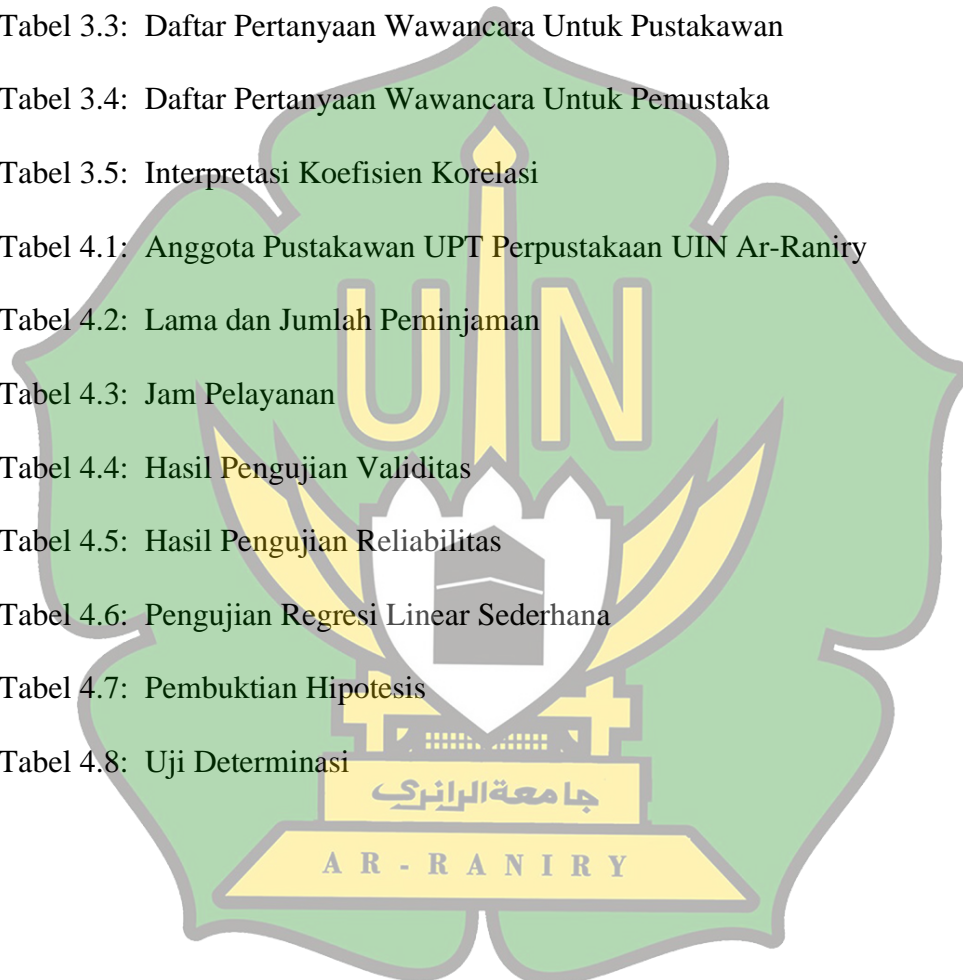 Tabel 3.3: Daftar Pertanyaan Wawancara Untuk Pustakawan
Tabel 3.4: Daftar Pertanyaan Wawancara Untuk Pemustaka
Tabel 3.5: Interpretasi Koefisien Korelasi
Tabel 4.1: Anggota Pustakawan UPT Perpustakaan UIN Ar-Raniry
Tabel 4.2: Lama dan Jumlah Peminjaman
Tabel 4.3: Jam Pelayanan
Tabel 4.4: Hasil Pengujian Validitas
Tabel 4.5: Hasil Pengujian Reliabilitas
Tabel 4.6: Pengujian Regresi Linear Sederhana
Tabel 4.7: Pembuktian Hipotesis
Tabel 4.8: Uji Determinasi
UIN
جامعةالرانري
AR-RANIRY